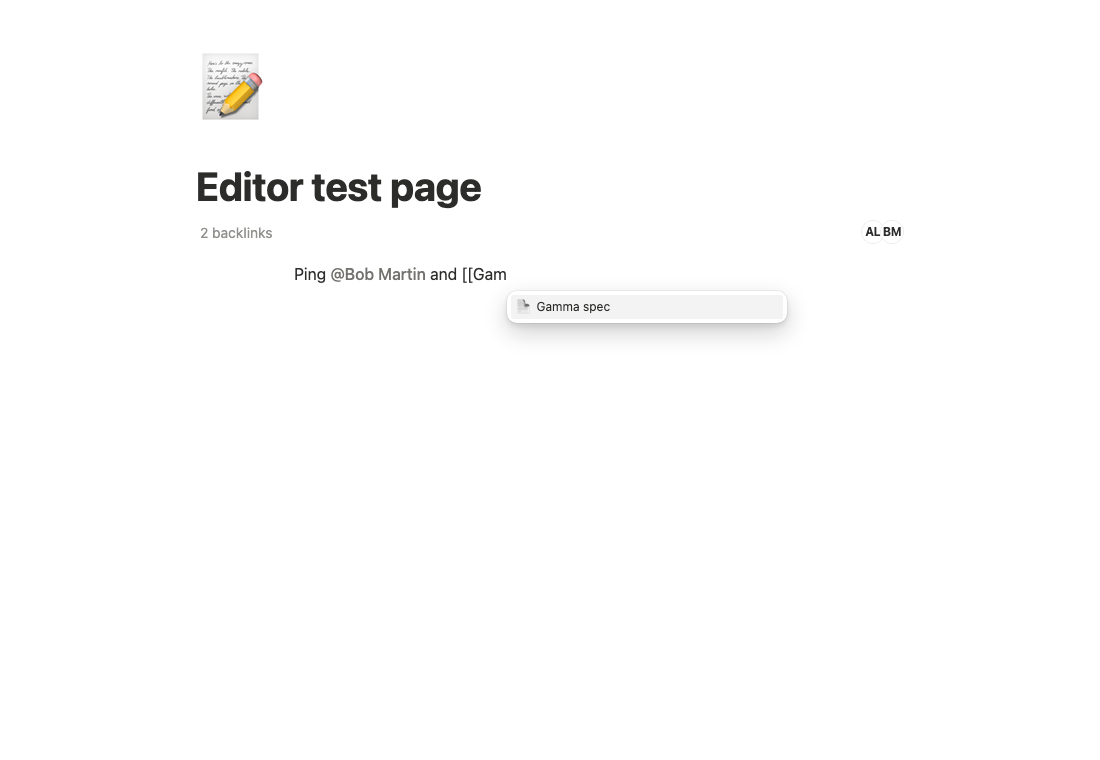 Editor test page
2 backlinks
AL BM
Ping @Bob Martin and [[Gam
Gamma spec